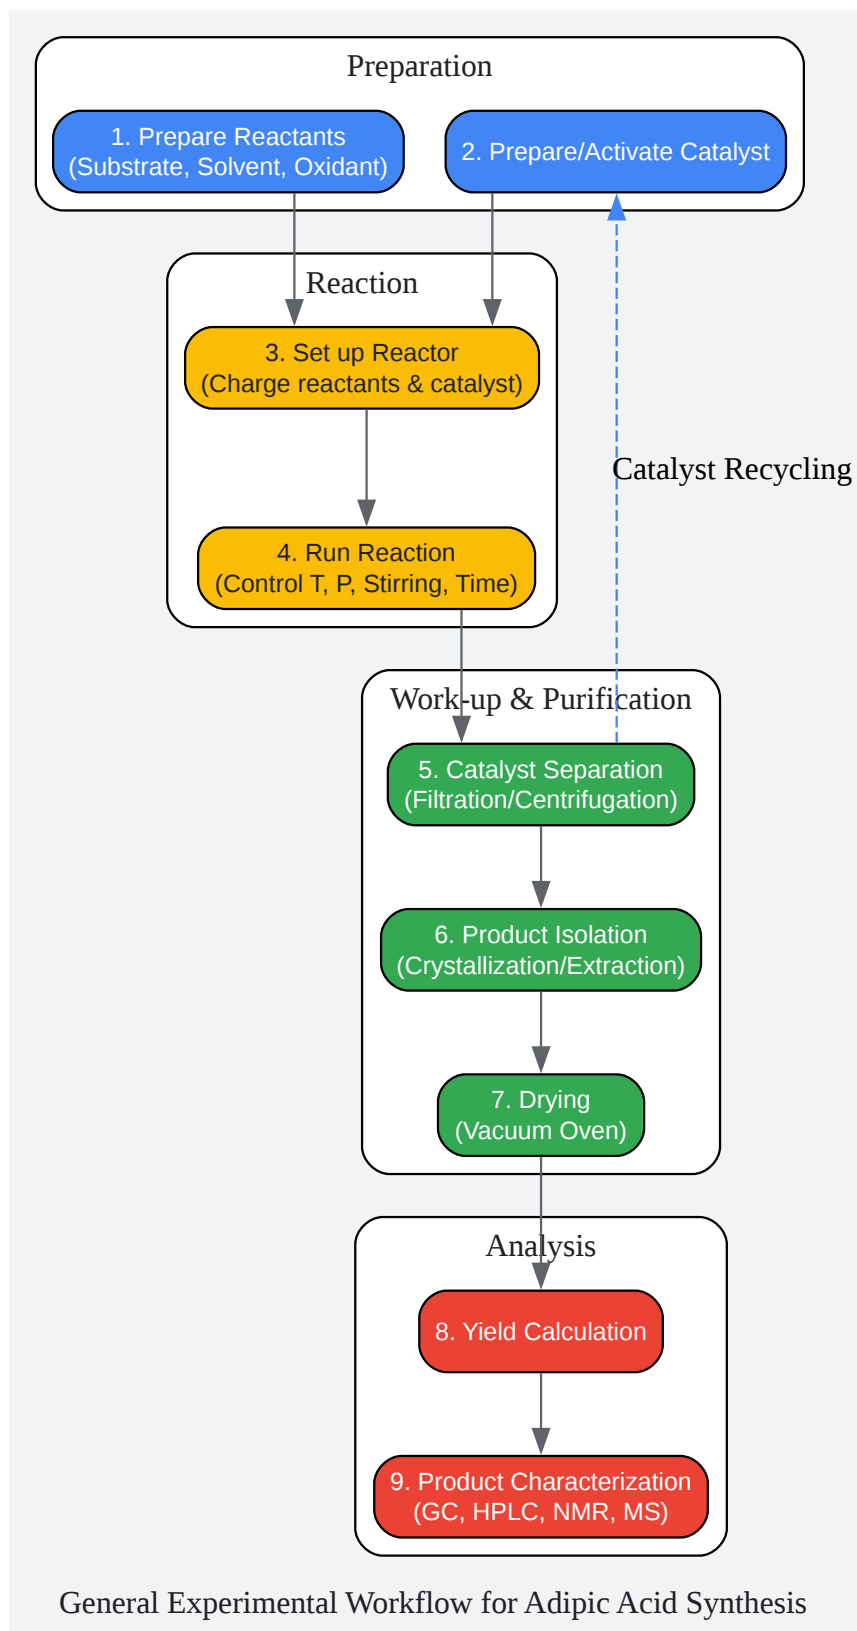 Preparation
1. Prepare Reactants
(Substrate, Solvent, Oxidant)
2. Prepare/Activate Catalyst
Reaction
3. Set up Reactor
(Charge reactants & catalyst)
Catalyst Recycling
4. Run Reaction
(Control T, P, Stirring, Time)
Work-up & Purification
5. Catalyst Separation
(Filtration/Centrifugation)
6. Product Isolation
(Crystallization/Extraction)
7. Drying
(Vacuum Oven)
Analysis
8. Yield Calculation
9. Product Characterization
(GC, HPLC, NMR, MS)
General Experimental Workflow for Adipic Acid Synthesis